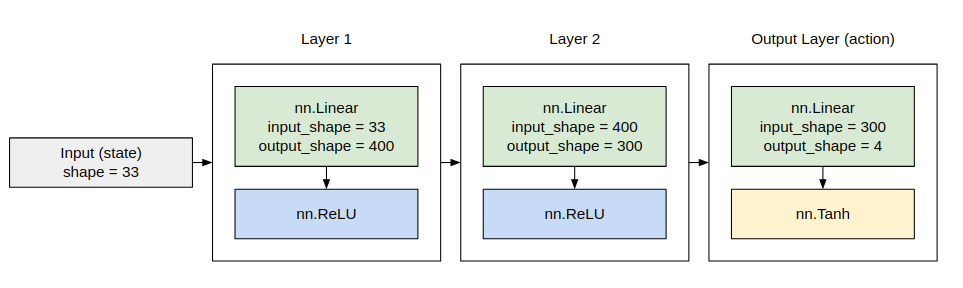 Layer 1
Layer 2
Output Layer (action)
Input (state)
shape = 33
nn.Linear
input_shape = 33
output_shape = 400
nn.ReLU
nn.Linear
input_shape = 400
output_shape = 300
nn.ReLU
nn.Linear
input_shape = 300
output_shape = 4
nn.Tanh